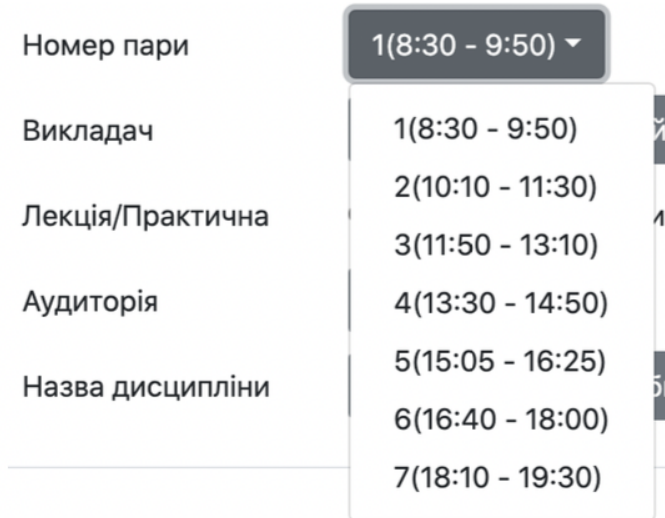 Номер пари
1(8:30 - 9:50)
1(8:30 - 9:50)
Викладач
2(10:10 - 11:30)
Лекція/Практична
3(11:50 - 13:10)
Аудиторія
4(13:30 - 14:50)
5(15:05 - 16:25)
Назва дисципліни
6(16:40 - 18:00)
7(18:10 - 19:30)